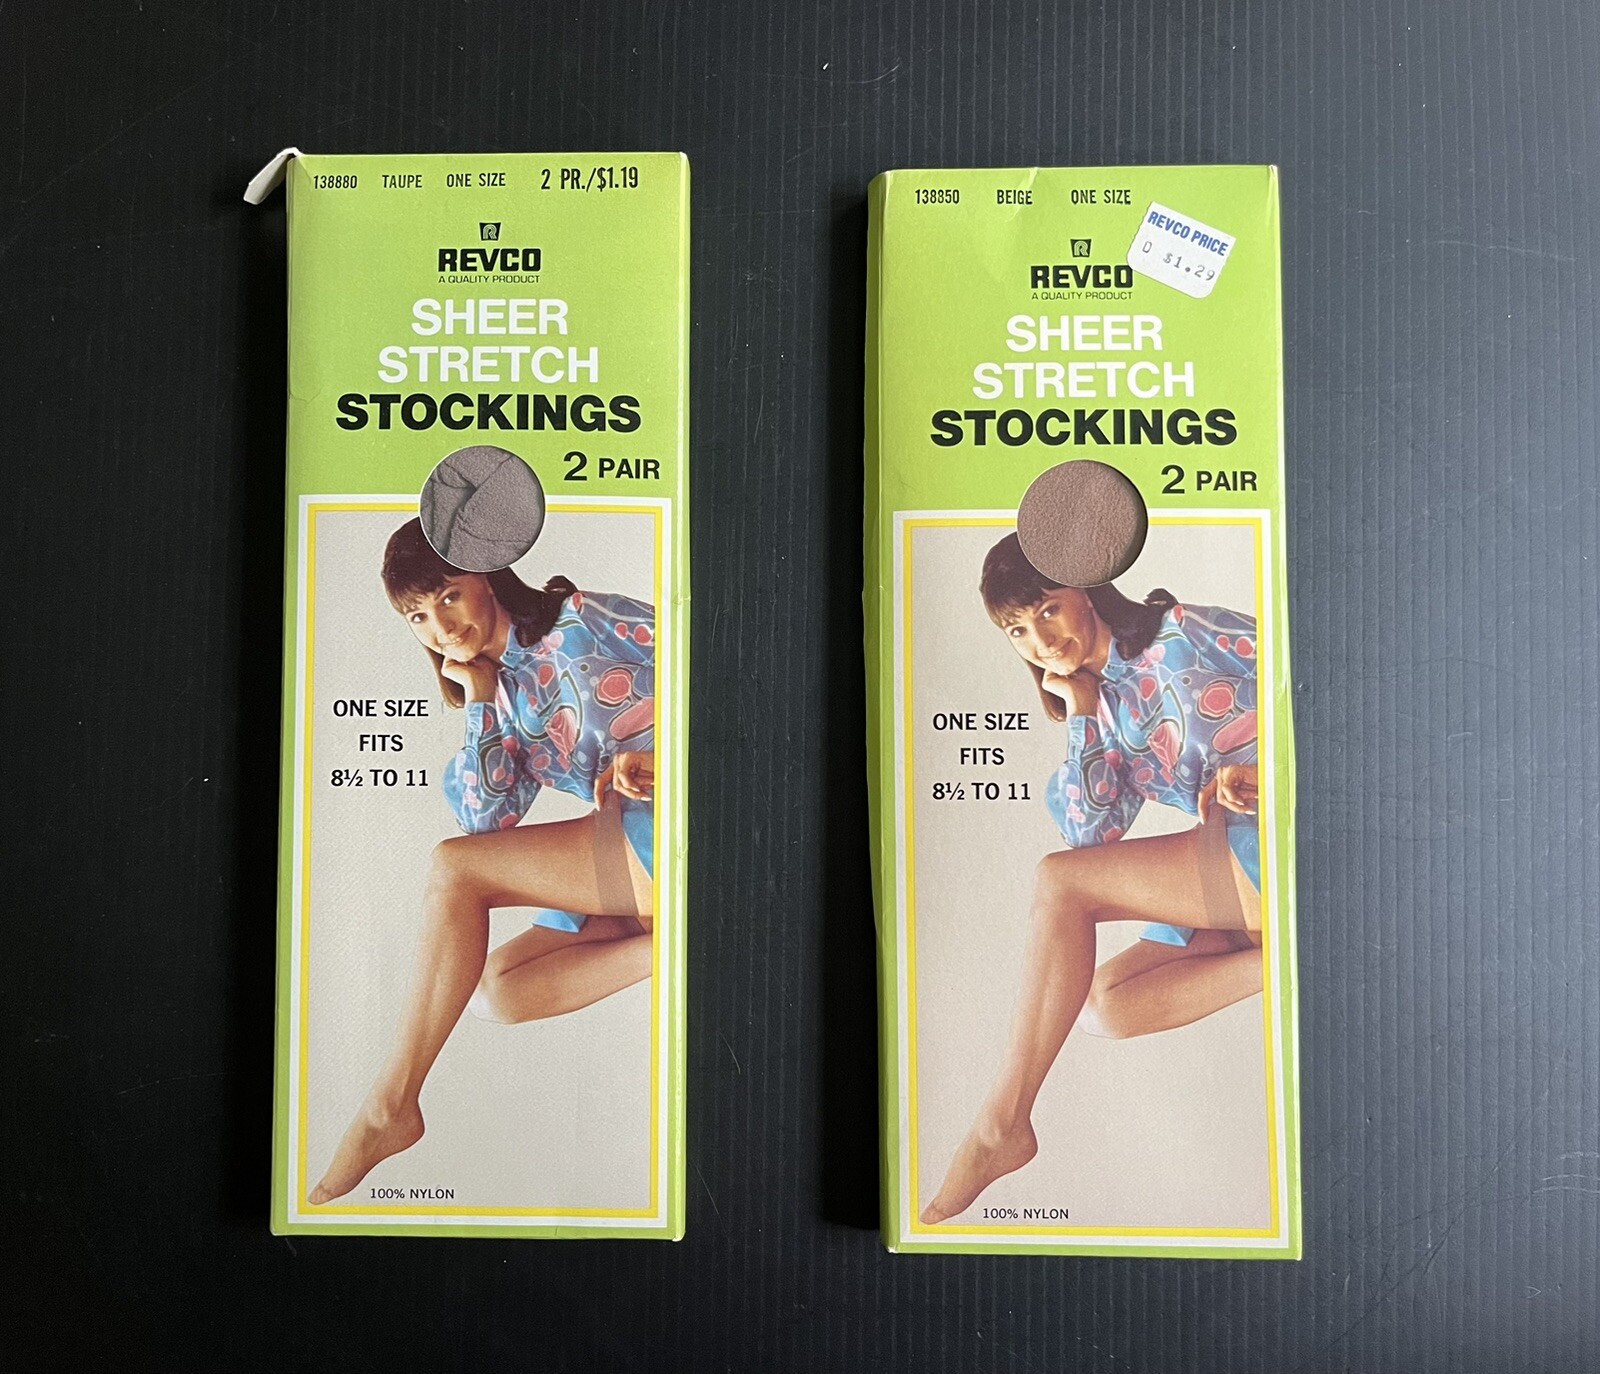 138880 TAUPE ONE SIZE 2 PR./$1.19
R
REVCO
A QUALITY PRODUCT
SHEER
STRETCH
STOCKINGS
2 PAIR
ONE SIZE
FITS
8½ TO 11
100% NYLON
138850 BEIGE ONE SIZE
REVCO PRICE
D $1.29
R
REVCO
A QUALITY PRODUCT
SHEER
STRETCH
STOCKINGS
2 PAIR
ONE SIZE
FITS
8½ TO 11
100% NYLON